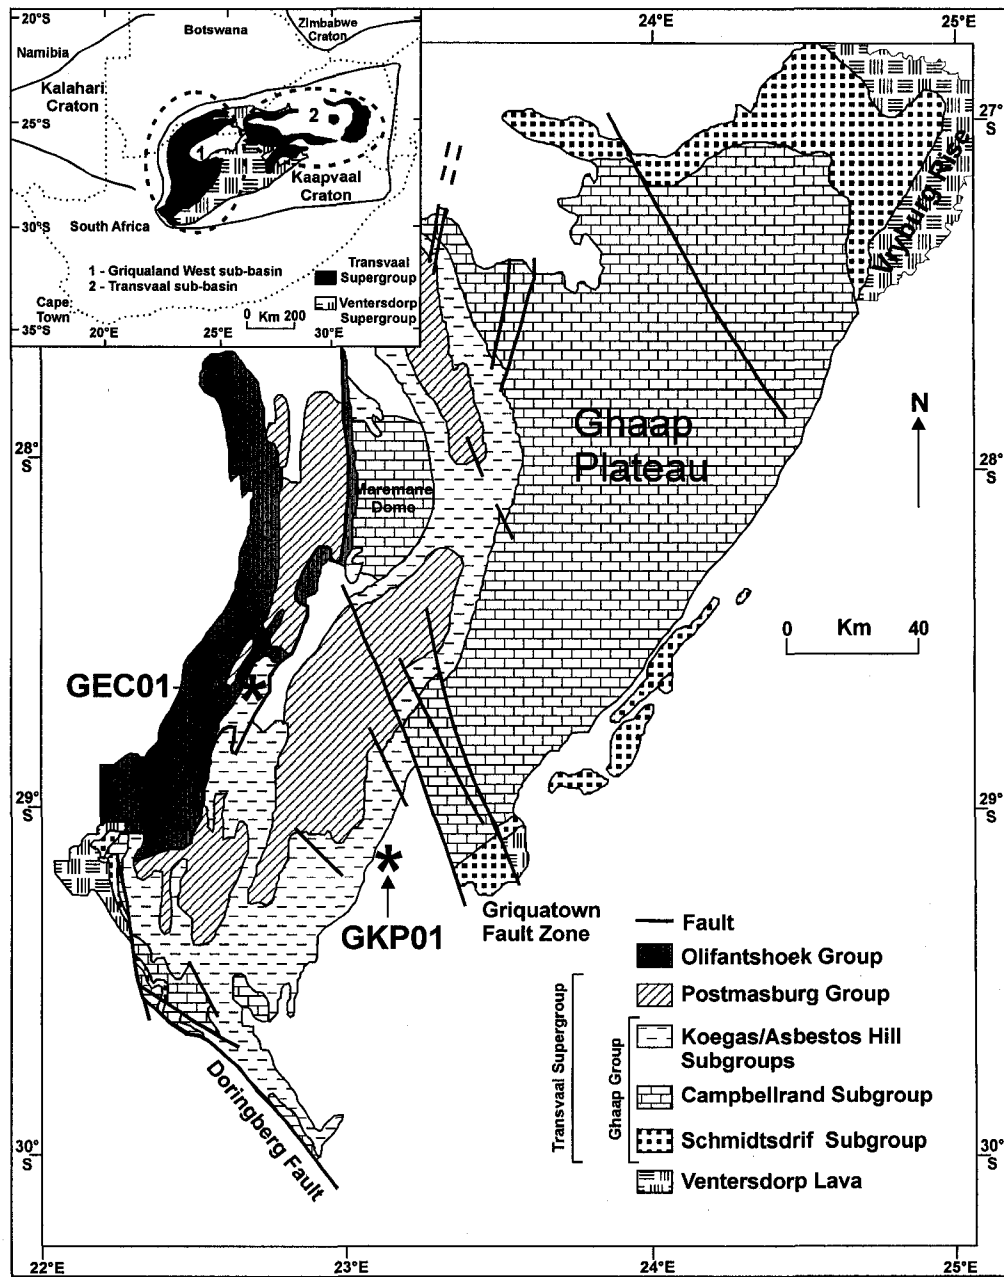 20°S
Namibia
Botswana
Zimbabwe
Craton
Kalahari
Craton
25°S
1
2
Kaapvaal
Craton
30°S
South Africa
1 - Griqualand West sub-basin
2 - Transvaal sub-basin
Transvaal
Supergroup
Ventersdorp
Supergroup
Cape
Town
0 Km 200
35°S
20°E
25°E
30°E
24°E
25°E
27°
S
Vryburg Rise
N
Ghaap
Plateau
28°
S
28°
S
Maremane
Dome
0 Km 40
GEC01
29°
S
29°
S
GKP01
Griquatown
Fault Zone
Doringberg Fault
30°
S
30°
S
Fault
Olifantshoek Group
Postmasburg Group
Koegas/Asbestos Hill
Subgroups
Campbellrand Subgroup
Schmidtsdrif Subgroup
Ventersdorp Lava
Transvaal Supergroup
Ghaap Group
22°E
23°E
24°E
25°E